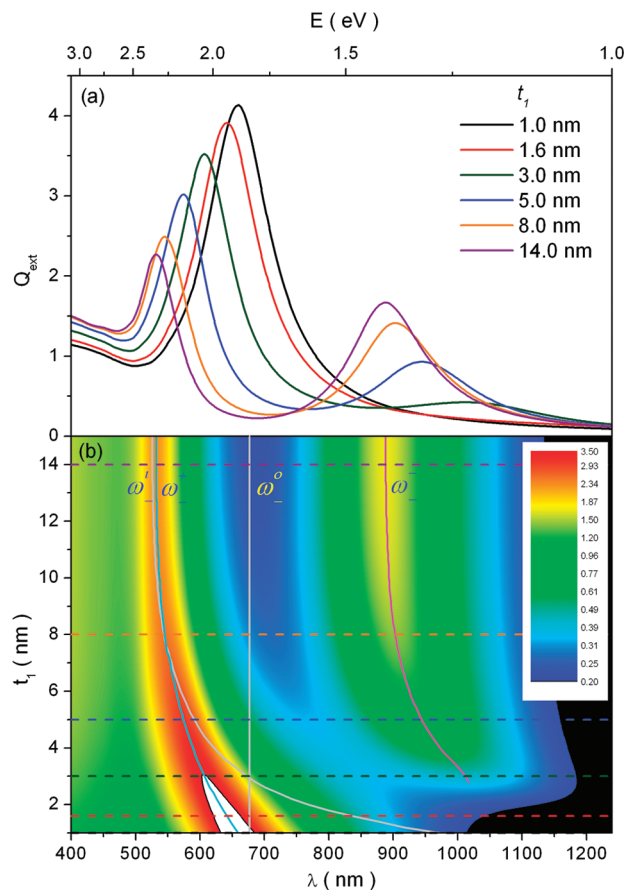 E ( eV )
3.0 2.5 2.0 1.5 1.0
(a)
t₁
1.0 nm
1.6 nm
3.0 nm
5.0 nm
8.0 nm
14.0 nm
Q_ext
4
3
2
1
0
(b)
ω₋ⁱ ω₋⁺ ω₋ᵒ ω₋⁻
3.50
2.93
2.34
1.87
1.50
1.20
0.96
0.77
0.61
0.49
0.39
0.31
0.25
0.20
t₁ ( nm )
14
12
10
8
6
4
2
400 500 600 700 800 900 1000 1100 1200
λ ( nm )